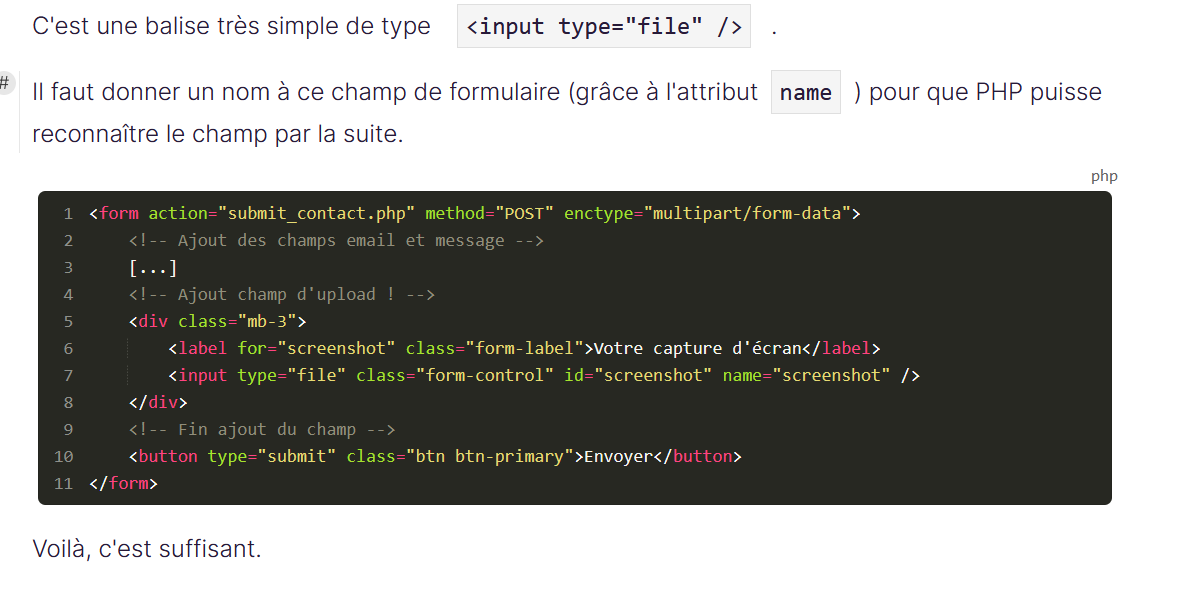 C'est une balise très simple de type <input type="file" /> .
#
Il faut donner un nom à ce champ de formulaire (grâce à l'attribut name ) pour que PHP puisse
reconnaître le champ par la suite.
php
1 <form action="submit_contact.php" method="POST" enctype="multipart/form-data">
2     <!-- Ajout des champs email et message -->
3     [...]
4     <!-- Ajout champ d'upload ! -->
5     <div class="mb-3">
6         <label for="screenshot" class="form-label">Votre capture d'écran</label>
7         <input type="file" class="form-control" id="screenshot" name="screenshot" />
8     </div>
9     <!-- Fin ajout du champ -->
10     <button type="submit" class="btn btn-primary">Envoyer</button>
11 </form>
Voilà, c'est suffisant.